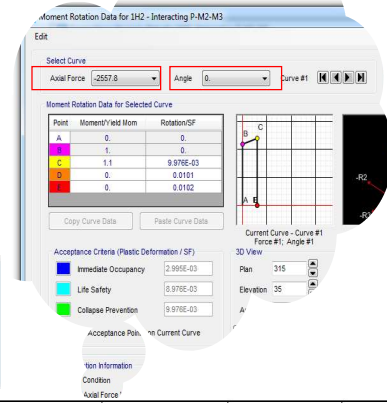 Moment Rotation Data for 1H2 - Interacting P-M2-M3
Edit
Select Curve
Axial Force -2557.8 Angle 0. Curve #1
Moment Rotation Data for Selected Curve
Point Moment/Yield Mom Rotation/SF
A 0. 0.
B 1. 0.
C 1.1 9.976E-03
D 0. 0.0101
E 0. 0.0102
Copy Curve Data Paste Curve Data
B C
A E
-R2
-R3
Current Curve - Curve #1
Force #1; Angle #1
Acceptance Criteria (Plastic Deformation / SF)
Immediate Occupancy 2.995E-03
Life Safety 8.976E-03
Collapse Prevention 9.976E-03
Acceptance Poin on Current Curve
3D View
Plan 315
Elevation 35
tion Information
Condition
Axial Force